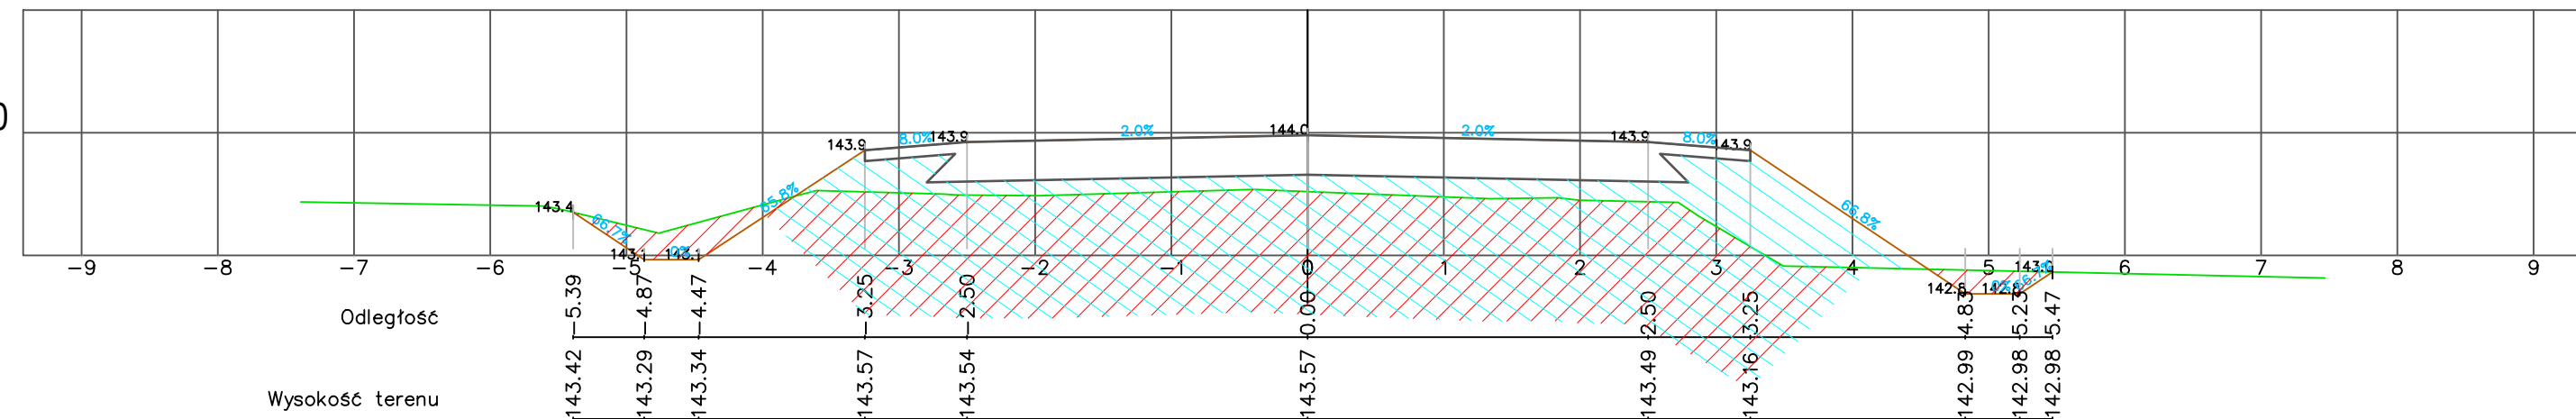 0
144.0
143.9 8.0% 143.9 2.0% 2.0% 143.9 8.0% 143.9
65.8%
143.4 66.7% 66.8%
143.1 0% 143.1
-9 -8 -7 -6 -5 -4 -3 -2 -1 0 1 2 3 4 5 6 7 8 9
142.8 142.8 0%
Odległość -5.39 -4.87 -4.47 -3.25 -2.50 0.00 2.50 3.25 4.83 5.23 5.47
Wysokość terenu 143.42 143.29 143.34 143.57 143.54 143.57 143.49 143.16 142.99 142.98 142.98